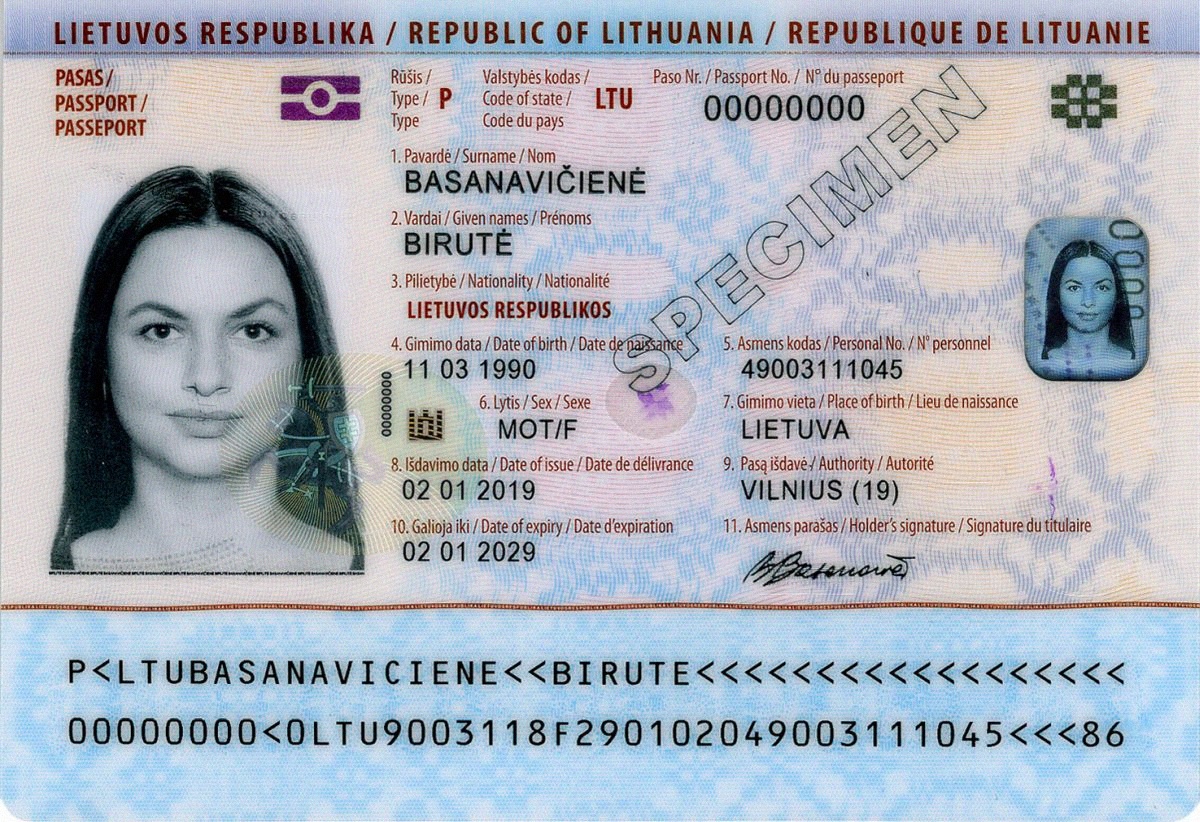 LIETUVOS RESPUBLIKA / REPUBLIC OF LITHUANIA / REPUBLIQUE DE LITUANIE
PASAS/
PASSPORT /
PASSEPORT
Rūšis /
Type / P
Type
Valstybės kodas /
Code of state / LTU
Code du pays
Paso Nr. / Passport No. / N° du passeport
00000000
1. Pavardė / Surname / Nom
BASANAVIČIENĖ
2. Vardai / Given names / Prénoms
BIRUTĖ
3. Pilietybė / Nationality / Nationalité
LIETUVOS RESPUBLIKOS
4. Gimimo data / Date of birth / Date de naissance
11 03 1990
5. Asmens kodas / Personal No. / N° personnel
49003111045
6. Lytis / Sex / Sexe
MOT/F
7. Gimimo vieta / Place of birth / Lieu de naissance
LIETUVA
8. Išdavimo data / Date of issue / Date de délivrance
02 01 2019
9. Pasą išdavė / Authority / Autorité
VILNIUS (19)
10. Galioja iki / Date of expiry / Date d'expiration
02 01 2029
11. Asmens parašas / Holder's signature / Signature du titulaire
SPECIMEN
00000000
P<LTUBASANAVICIENE<<BIRUTE<<<<<<<<<<<<<<<<<<
00000000<0LTU9003118F290102049003111045<<<86